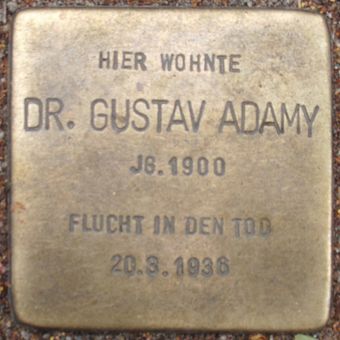 HIER WOHNTE
DR. GUSTAV ADAMY
JG. 1900
FLUCHT IN DEN TOD
20.3.1936